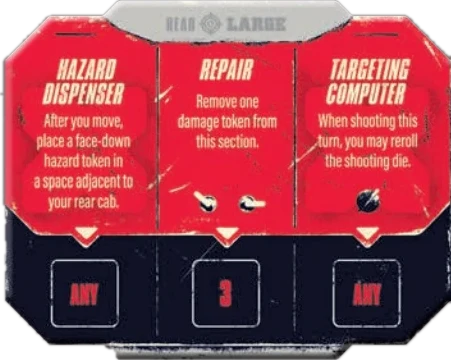 REAR LARGE
HAZARD
DISPENSER
After you move,
place a face-down
hazard token in
a space adjacent to
your rear cab.
ANY
REPAIR
Remove one
damage token from
this section.
3
TARGETING
COMPUTER
When shooting this
turn, you may reroll
the shooting die.
ANY